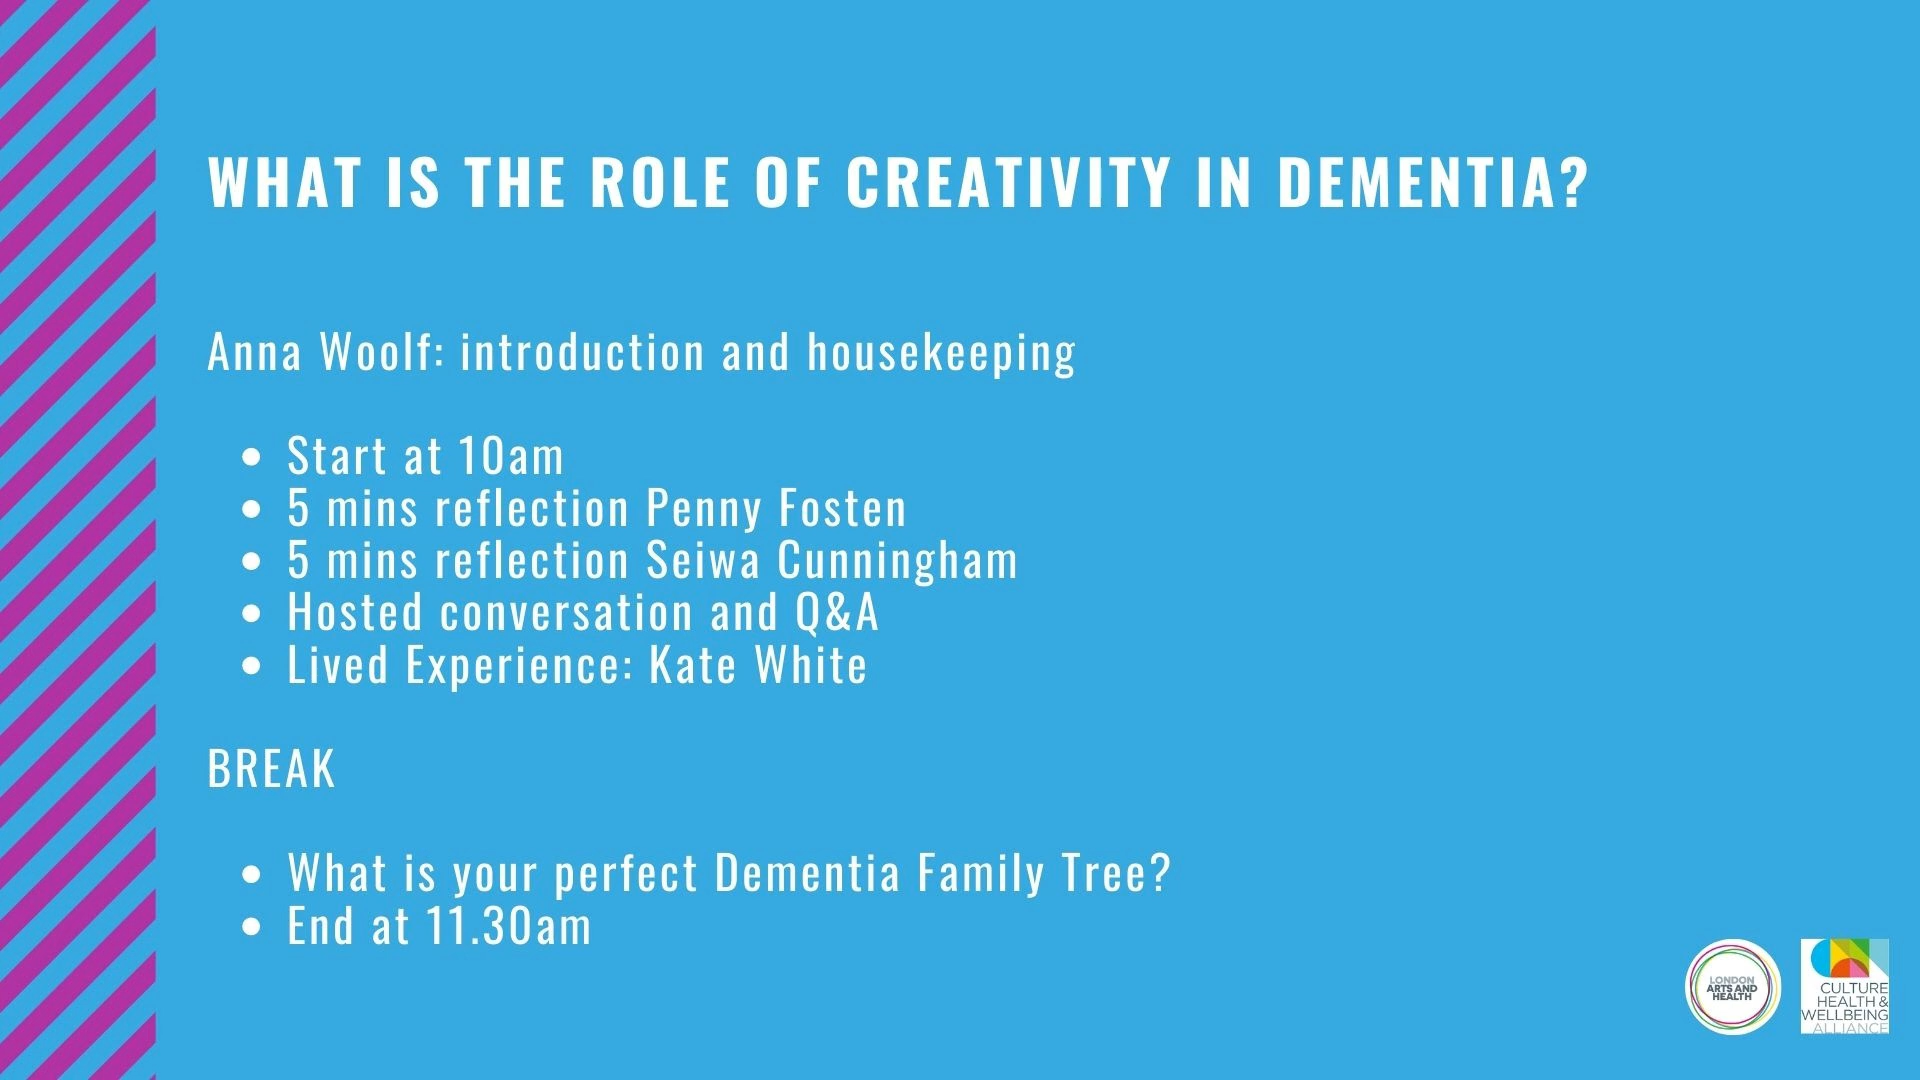 WHAT IS THE ROLE OF CREATIVITY IN DEMENTIA?
Anna Woolf: introduction and housekeeping
• Start at 10am
• 5 mins reflection Penny Fosten
• 5 mins reflection Seiwa Cunningham
• Hosted conversation and Q&A
• Lived Experience: Kate White
BREAK
• What is your perfect Dementia Family Tree?
• End at 11.30am
LONDON
ARTS AND
HEALTH
CULTURE
HEALTH &
WELLBEING
ALLIANCE